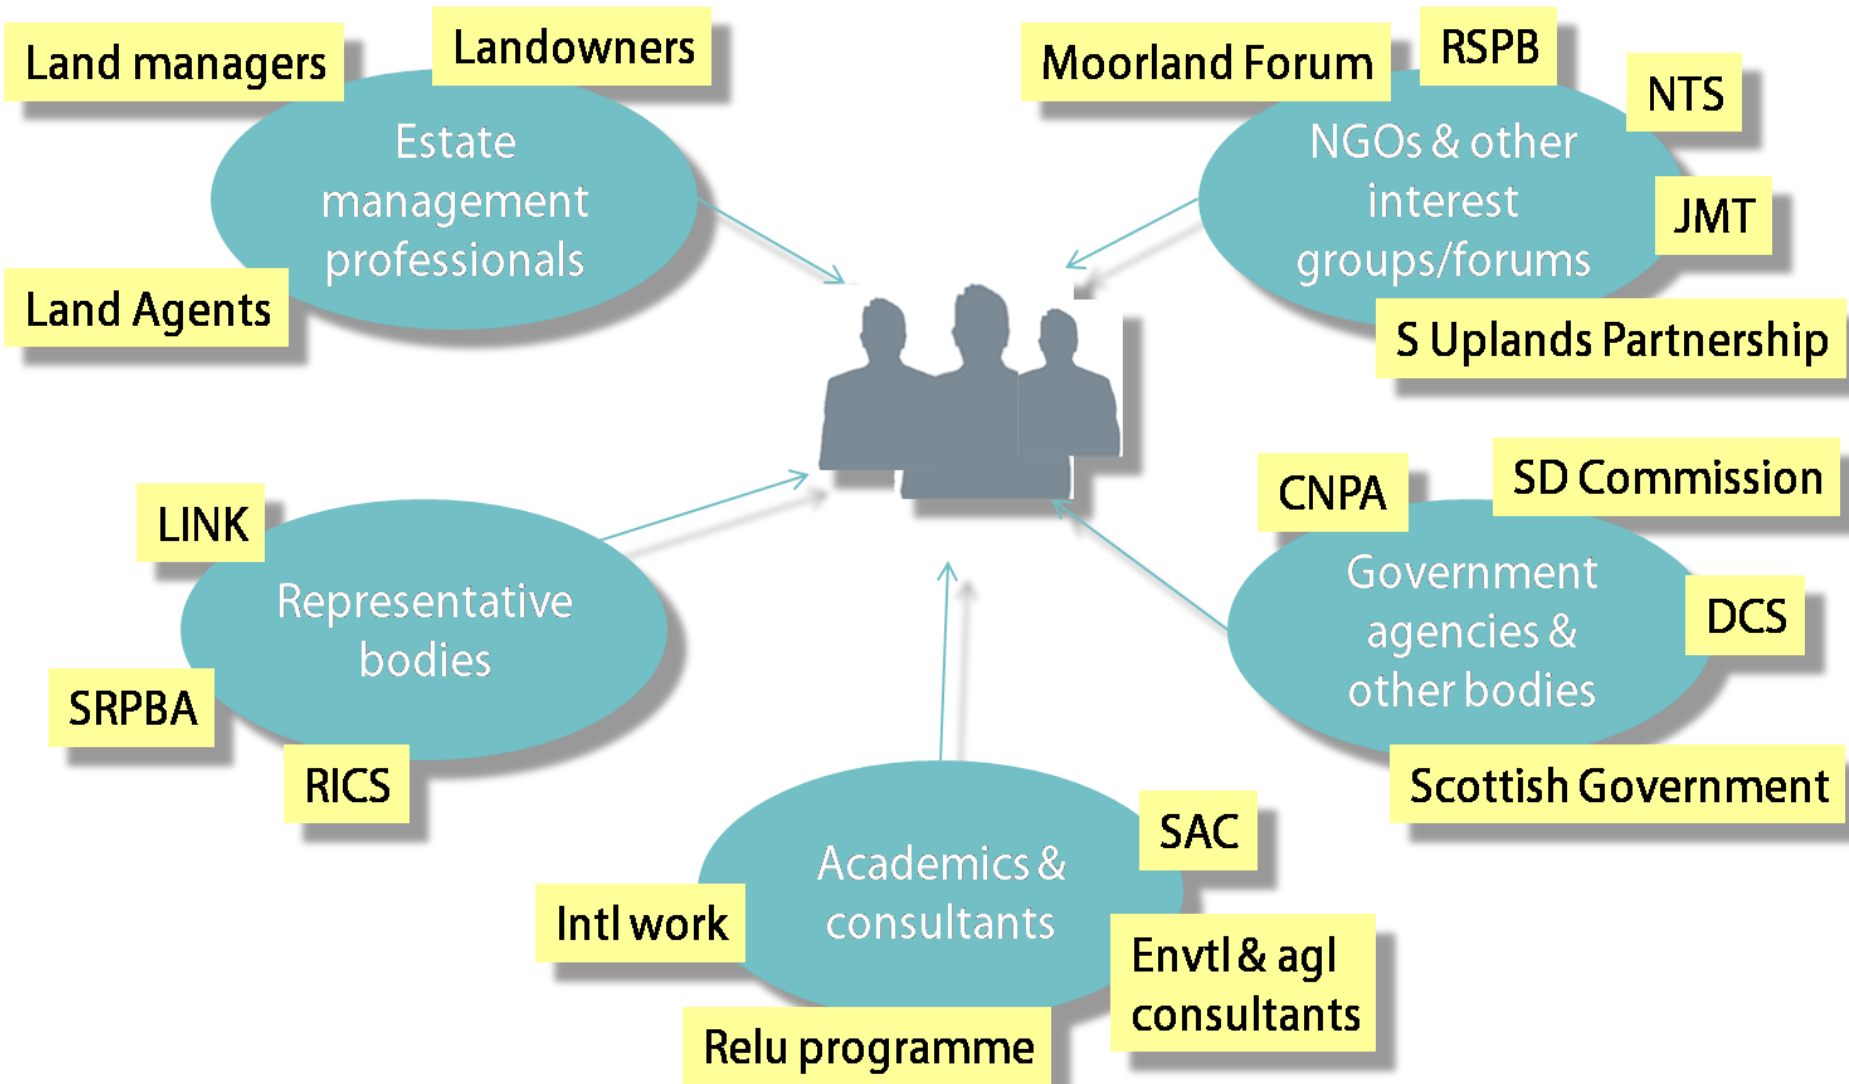 Land managers
Landowners
Estate
management
professionals
Land Agents
Moorland Forum
RSPB
NTS
NGOs & other
interest
groups/forums
JMT
S Uplands Partnership
LINK
Representative
bodies
SRPBA
RICS
CNPA
SD Commission
Government
agencies &
other bodies
DCS
Scottish Government
Academics &
consultants
SAC
Intl work
Envtl & agl
consultants
Relu programme